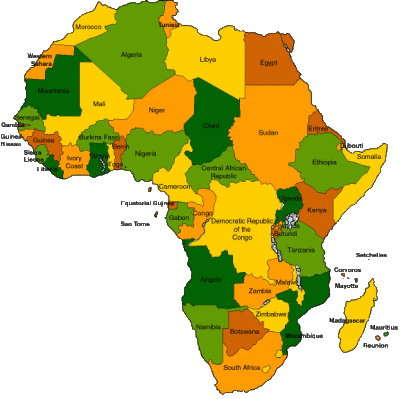 Morocco
Tunisia
Algeria
Libya
Egypt
Western
Sahara
Mauritania
Mali
Niger
Chad
Sudan
Eritrea
Djibouti
Somalia
Ethiopia
Senegal
Gambia
Guinea
Bissau
Guinea
Sierra
Leone
Liberia
Ivory
Coast
Burkina Faso
Ghana
Togo
Benin
Nigeria
Cameroon
Central African
Republic
Equatorial Guinea
Sao Tome
Gabon
Congo
Democratic Republic
of the
Congo
Uganda
Kenya
Burundi
Tanzania
Angola
Zambia
Malawi
Mozambique
Zimbabwe
Namibia
Botswana
South Africa
Madagascar
Comoros
Mayotte
Mauritius
Reunion